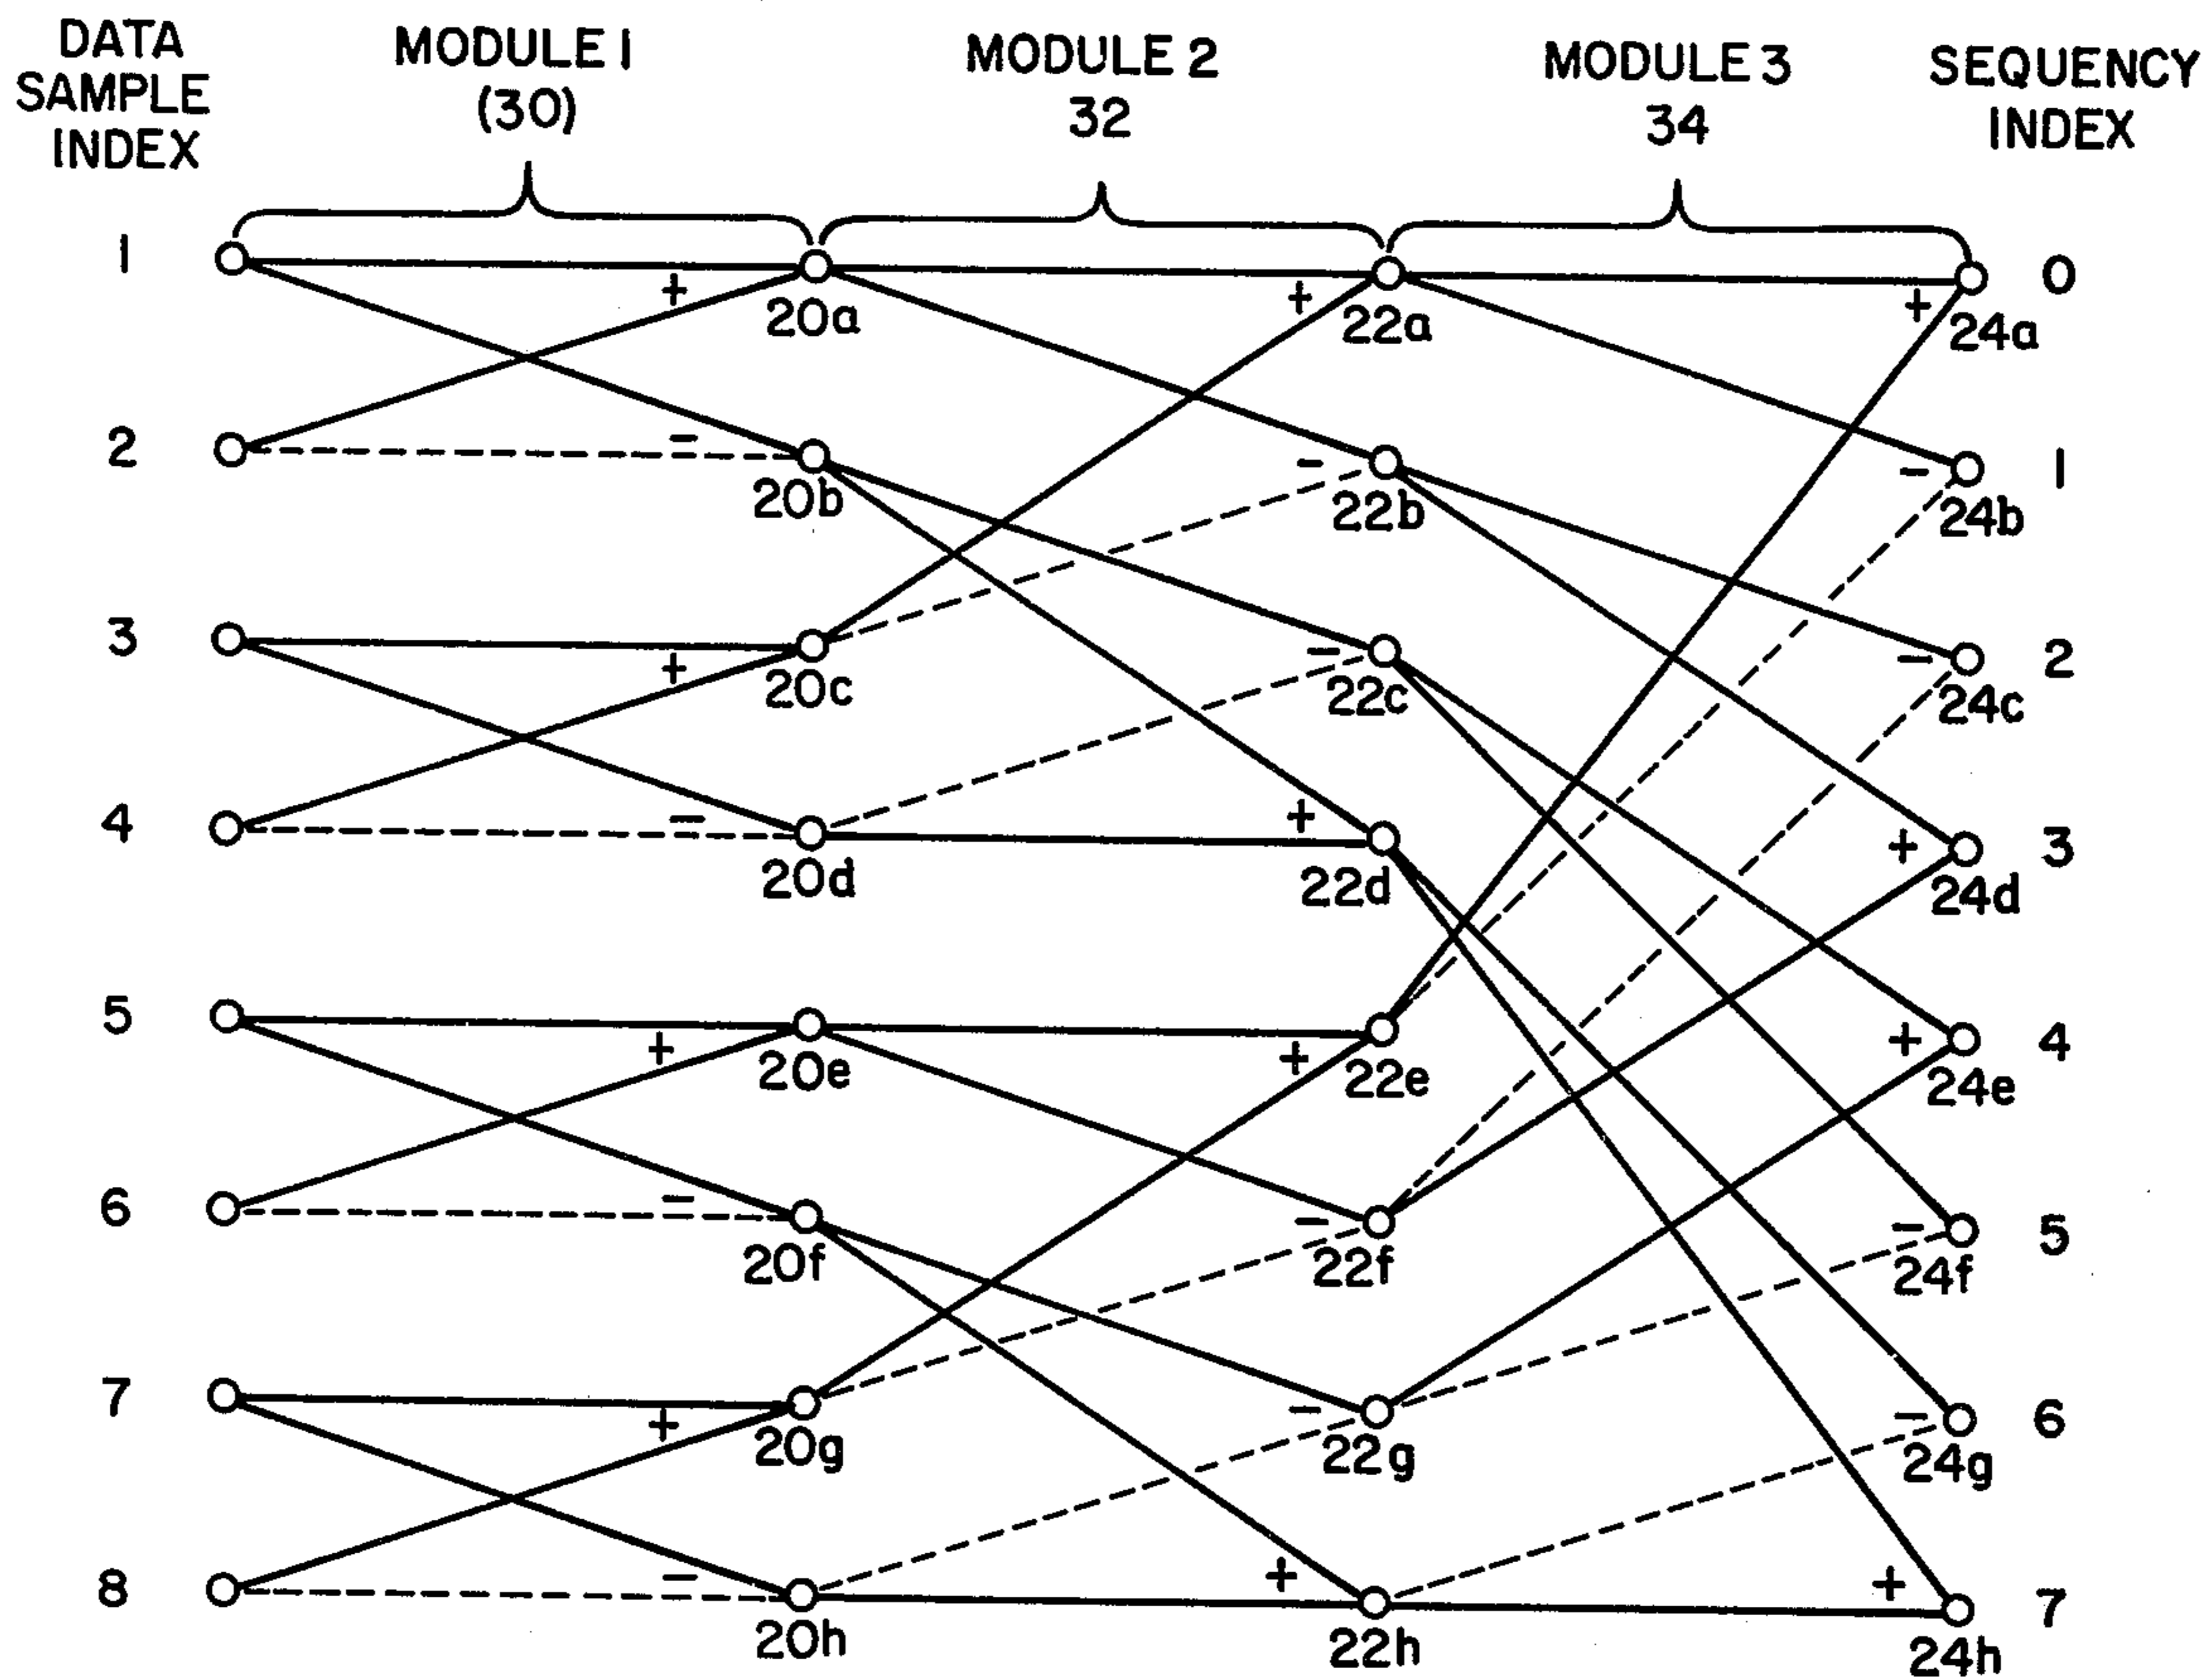 DATA
SAMPLE
INDEX
MODULE 1
(30)
MODULE 2
32
MODULE 3
34
SEQUENCY
INDEX
1
+
20a
+
22a
+
24a
0
2
-
20b
-
22b
-
24b
1
3
+
20c
-
22c
-
24c
2
4
-
20d
+
22d
+
24d
3
5
+
20e
+
22e
+
24e
4
6
-
20f
-
22f
-
24f
5
7
+
20g
-
22g
-
24g
6
8
-
20h
+
22h
+
24h
7